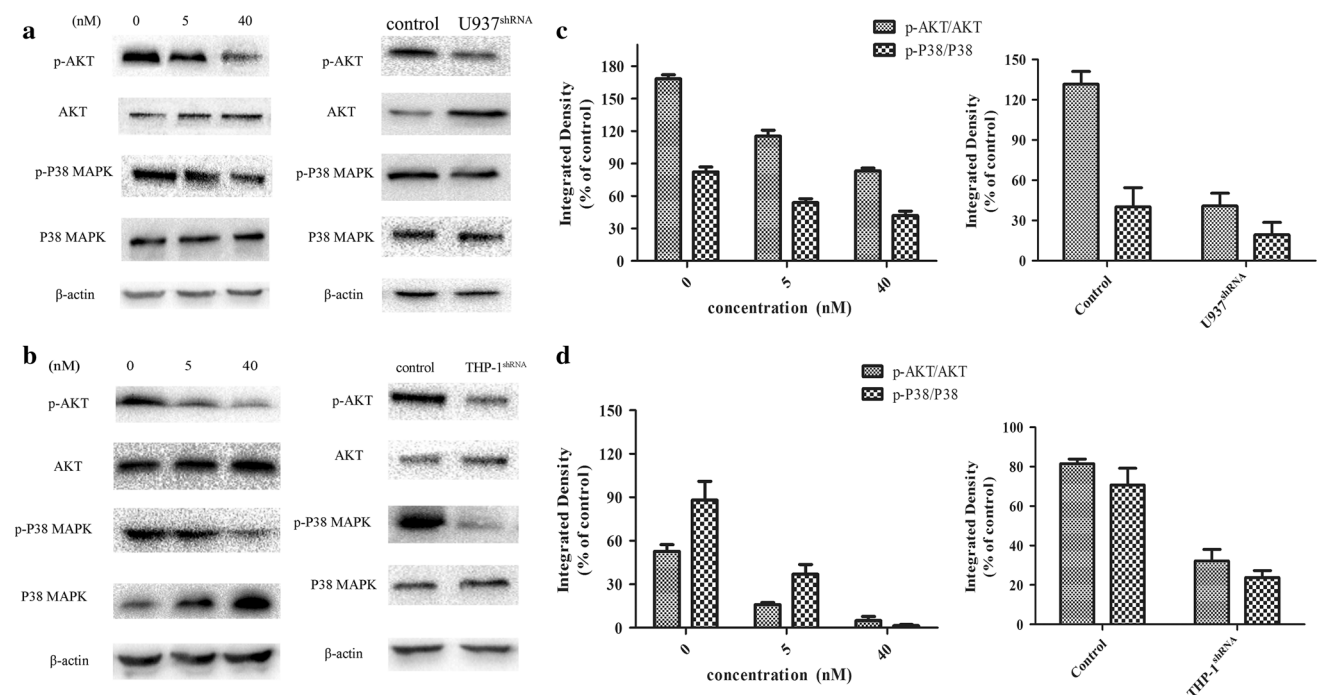 a
(nM) 0 5 40
p-AKT
AKT
p-P38 MAPK
P38 MAPK
β-actin
control U937shRNA
p-AKT
AKT
p-P38 MAPK
P38 MAPK
β-actin
c
p-AKT/AKT
p-P38/P38
Integrated Density
(% of control)
180
150
120
90
60
30
0
0 5 40
concentration (nM)
Integrated Density
(% of control)
150
120
90
60
30
0
Control
U937shRNA
b
(nM) 0 5 40
p-AKT
AKT
p-P38 MAPK
P38 MAPK
β-actin
control THP-1shRNA
p-AKT
AKT
p-P38 MAPK
P38 MAPK
β-actin
d
p-AKT/AKT
p-P38/P38
Integrated Density
(% of control)
150
120
90
60
30
0
0 5 40
concentration (nM)
Integrated Density
(% of control)
100
80
60
40
20
0
Control
THP-1shRNA